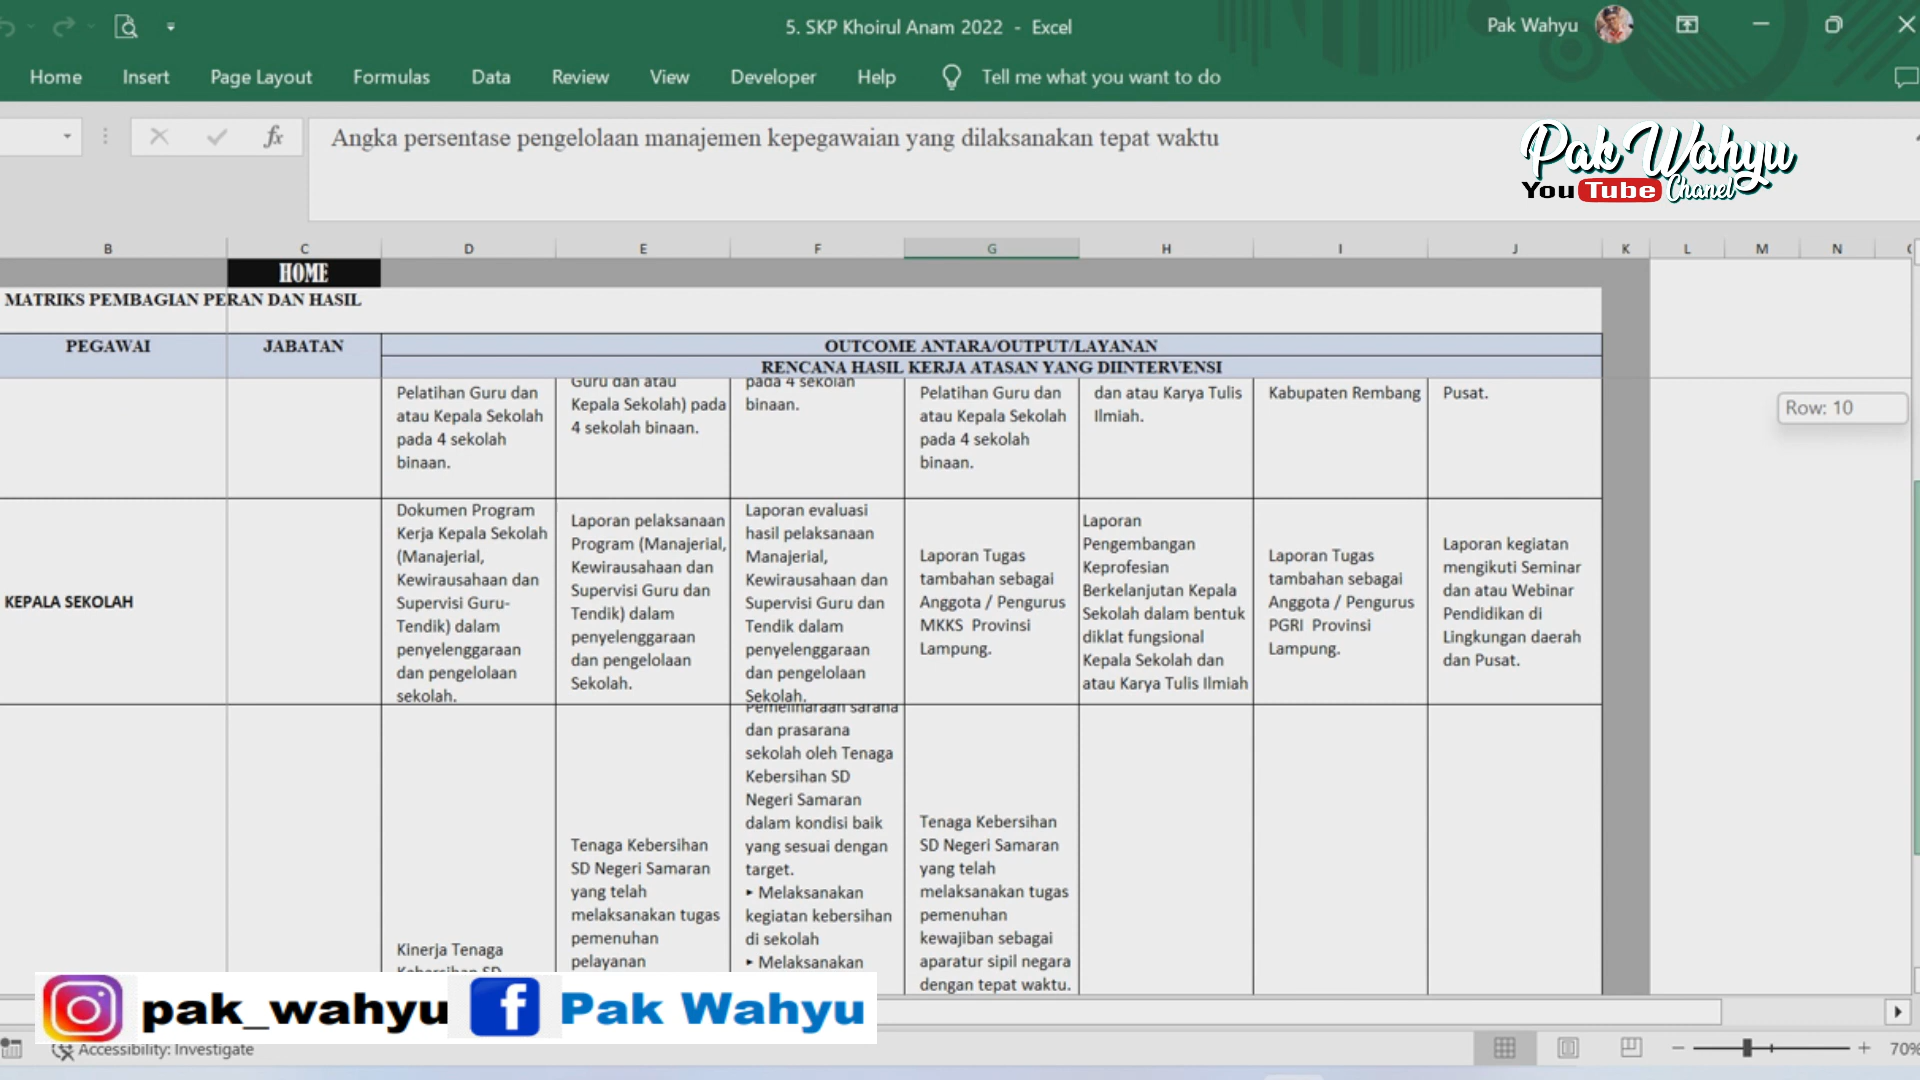 5. SKP Khoirul Anam 2022 - Excel
Pak Wahyu
Home Insert Page Layout Formulas Data Review View Developer Help Tell me what you want to do
fx Angka persentase pengelolaan manajemen kepegawaian yang dilaksanakan tepat waktu
Pak Wahyu
YouTube Chanel
B C D E F G H I J K L M N
HOME
MATRIKS PEMBAGIAN PERAN DAN HASIL
PEGAWAI
JABATAN
OUTCOME ANTARA/OUTPUT/LAYANAN
RENCANA HASIL KERJA ATASAN YANG DIINTERVENSI
Pelatihan Guru dan
atau Kepala Sekolah
pada 4 sekolah
binaan.
Guru dan atau
Kepala Sekolah) pada
4 sekolah binaan.
pada 4 sekolah
binaan.
Pelatihan Guru dan
atau Kepala Sekolah
pada 4 sekolah
binaan.
dan atau Karya Tulis
Ilmiah.
Kabupaten Rembang
Pusat.
Row: 10
KEPALA SEKOLAH
Dokumen Program
Kerja Kepala Sekolah
(Manajerial,
Kewirausahaan dan
Supervisi Guru-
Tendik) dalam
penyelenggaraan
dan pengelolaan
sekolah.
Laporan pelaksanaan
Program (Manajerial,
Kewirausahaan dan
Supervisi Guru dan
Tendik) dalam
penyelenggaraan
dan pengelolaan
Sekolah.
Laporan evaluasi
hasil pelaksanaan
Manajerial,
Kewirausahaan dan
Supervisi Guru dan
Tendik dalam
penyelenggaraan
dan pengelolaan
Sekolah.
Laporan Tugas
tambahan sebagai
Anggota / Pengurus
MKKS Provinsi
Lampung.
Laporan
Pengembangan
Keprofesian
Berkelanjutan Kepala
Sekolah dalam bentuk
diklat fungsional
Kepala Sekolah dan
atau Karya Tulis Ilmiah
Laporan Tugas
tambahan sebagai
Anggota / Pengurus
PGRI Provinsi
Lampung.
Laporan kegiatan
mengikuti Seminar
dan atau Webinar
Pendidikan di
Lingkungan daerah
dan Pusat.
Kinerja Tenaga
Kebersihan SD
Tenaga Kebersihan
SD Negeri Samaran
yang telah
melaksanakan tugas
pemenuhan
pelayanan
Pemeliharaan sarana
dan prasarana
sekolah oleh Tenaga
Kebersihan SD
Negeri Samaran
dalam kondisi baik
yang sesuai dengan
target.
‣ Melaksanakan
kegiatan kebersihan
di sekolah
‣ Melaksanakan
Tenaga Kebersihan
SD Negeri Samaran
yang telah
melaksanakan tugas
pemenuhan
kewajiban sebagai
aparatur sipil negara
dengan tepat waktu.
pak_wahyu
f Pak Wahyu
Accessibility: Investigate
70%